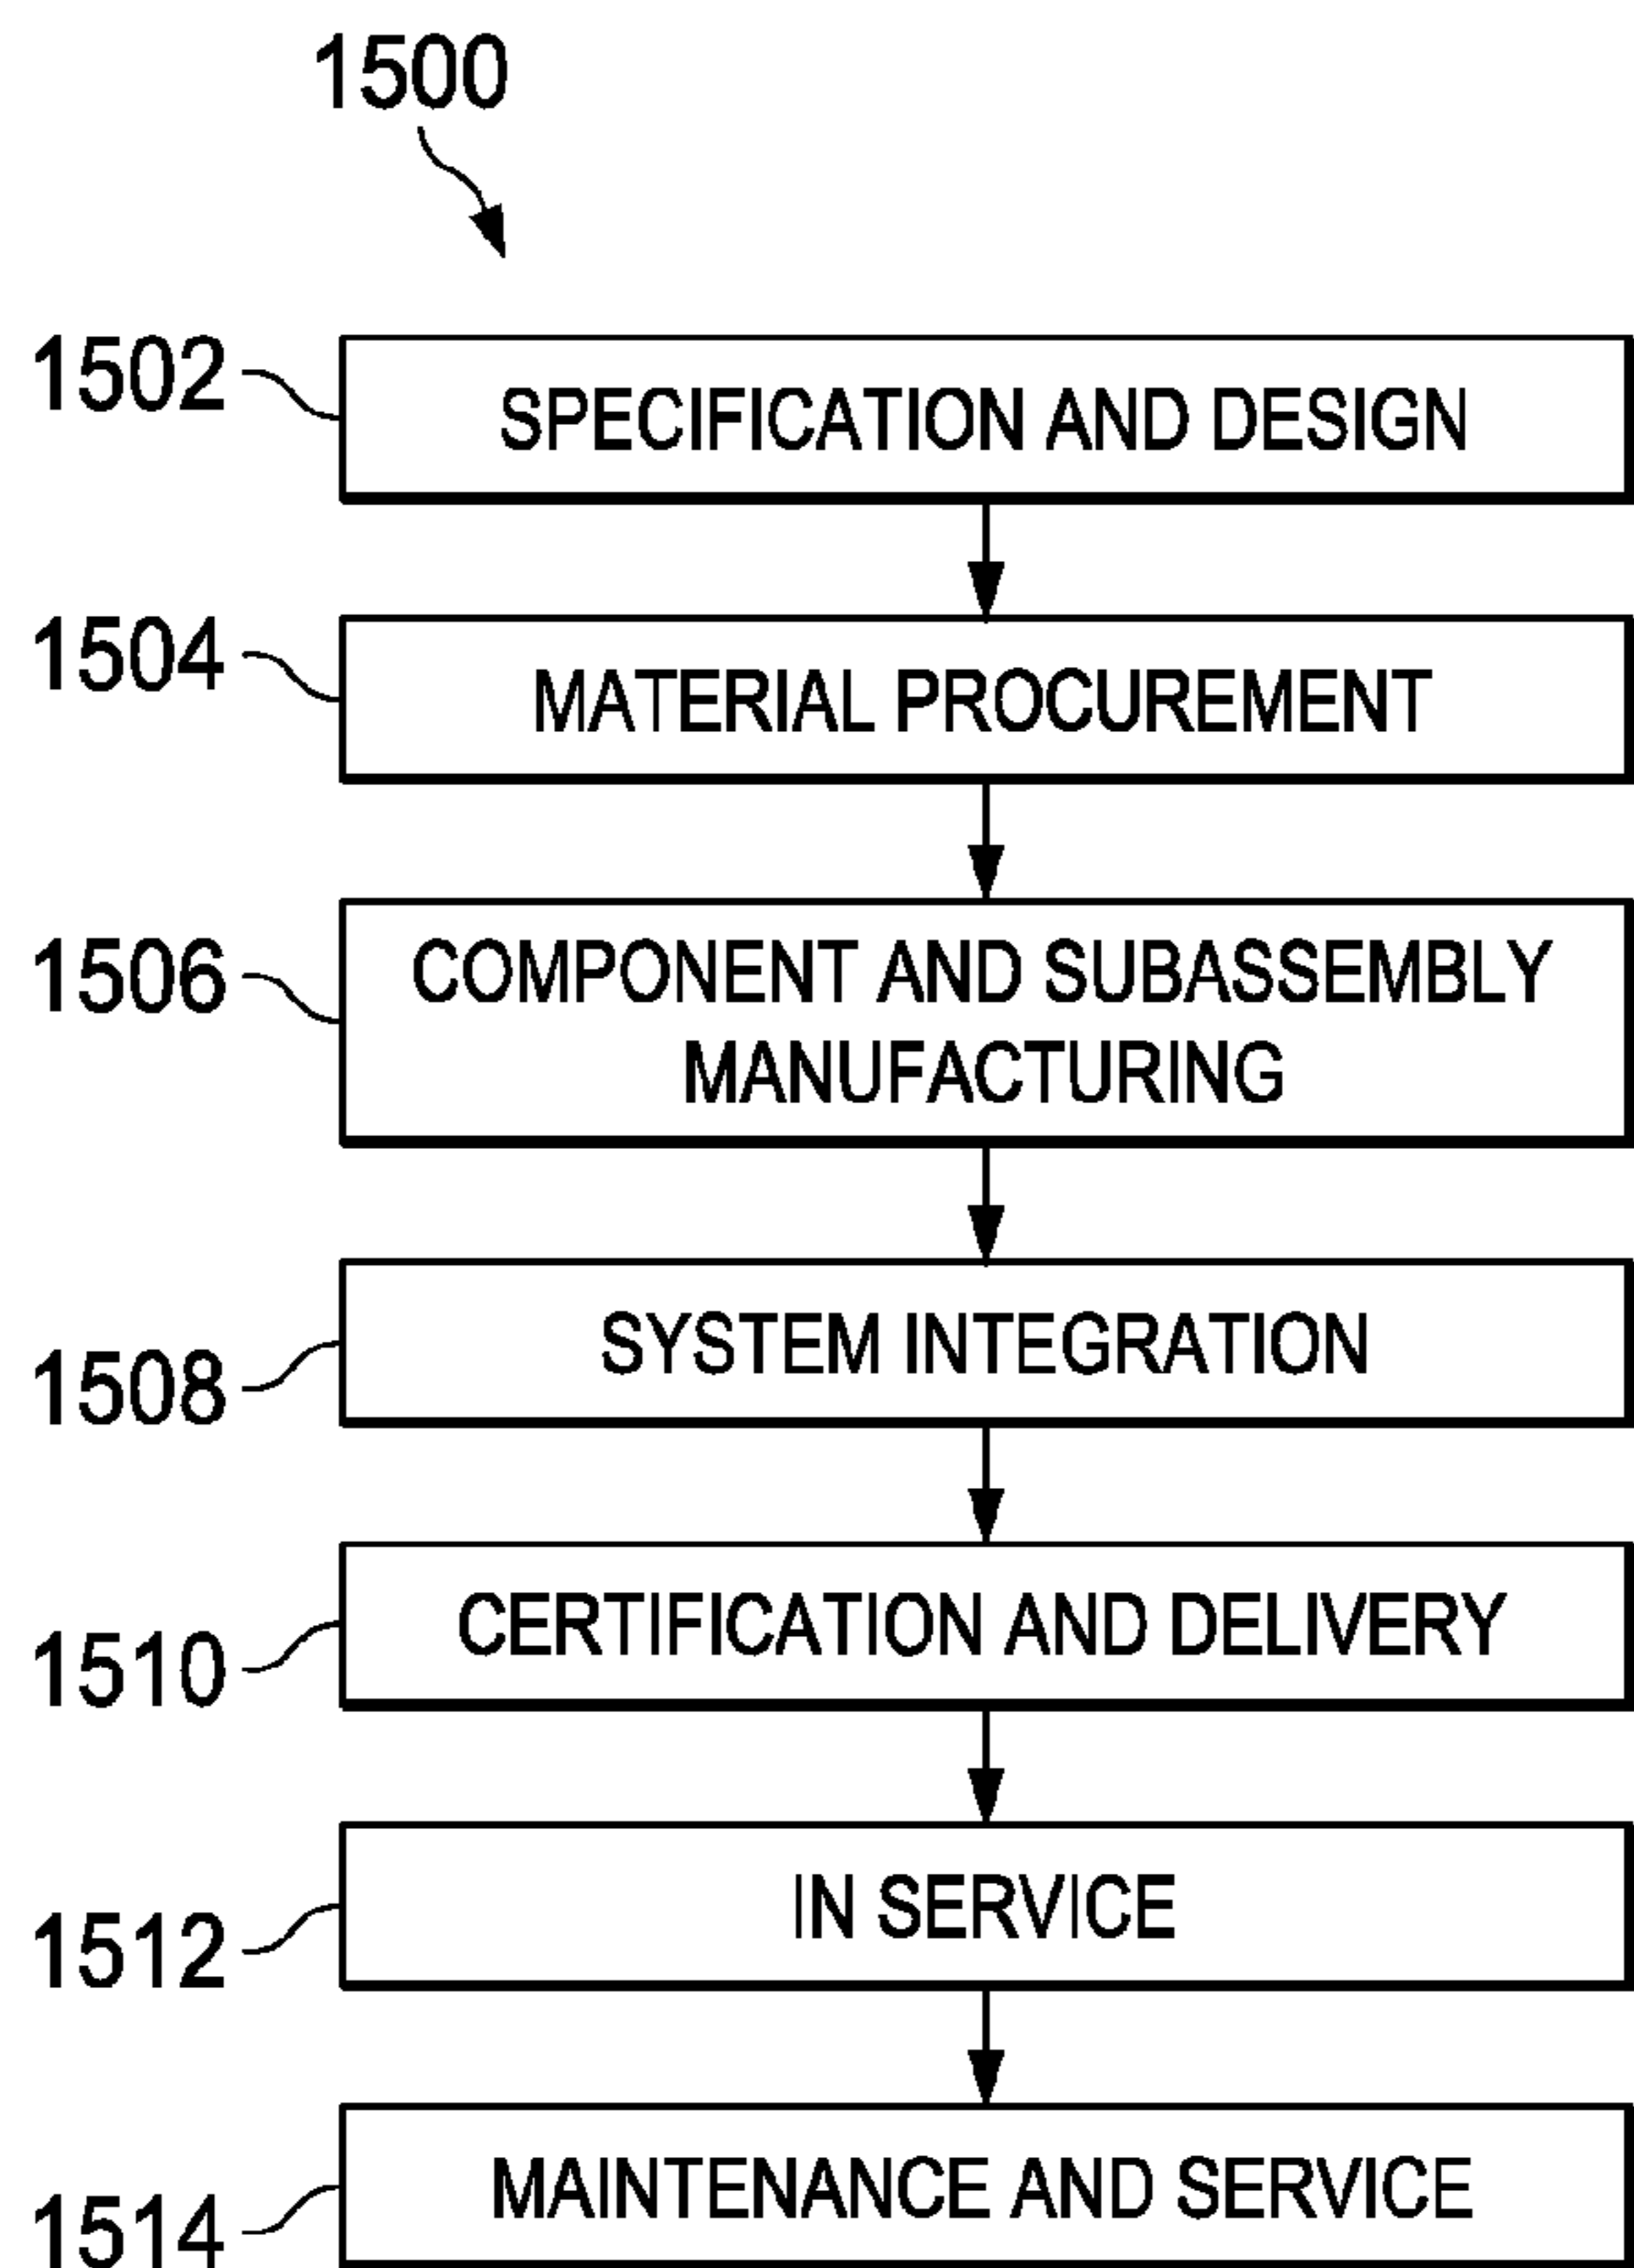 1500
1502
SPECIFICATION AND DESIGN
1504
MATERIAL PROCUREMENT
1506
COMPONENT AND SUBASSEMBLY
MANUFACTURING
1508
SYSTEM INTEGRATION
1510
CERTIFICATION AND DELIVERY
1512
IN SERVICE
1514
MAINTENANCE AND SERVICE